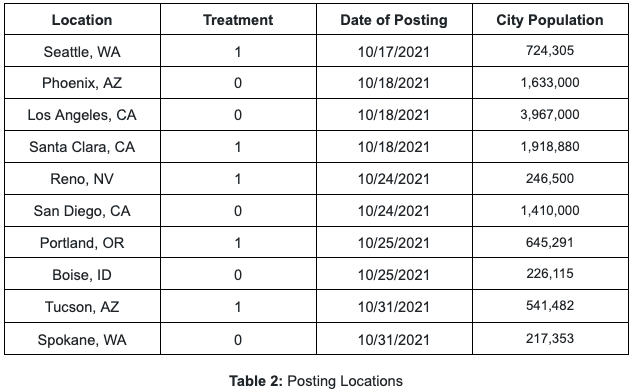 Location Treatment Date of Posting City Population
Seattle, WA 1 10/17/2021 724,305
Phoenix, AZ 0 10/18/2021 1,633,000
Los Angeles, CA 0 10/18/2021 3,967,000
Santa Clara, CA 1 10/18/2021 1,918,880
Reno, NV 1 10/24/2021 246,500
San Diego, CA 0 10/24/2021 1,410,000
Portland, OR 1 10/25/2021 645,291
Boise, ID 0 10/25/2021 226,115
Tucson, AZ 1 10/31/2021 541,482
Spokane, WA 0 10/31/2021 217,353
Table 2: Posting Locations